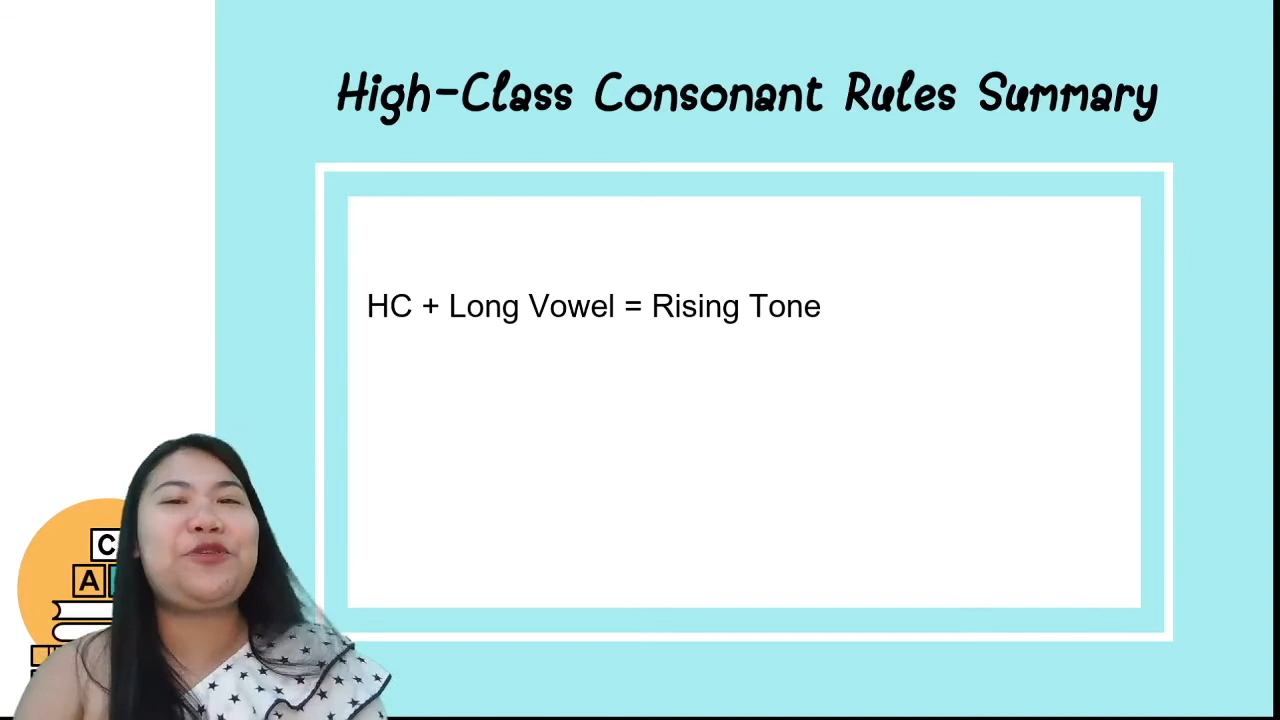 High-Class Consonant Rules Summary
HC + Long Vowel = Rising Tone
C
A